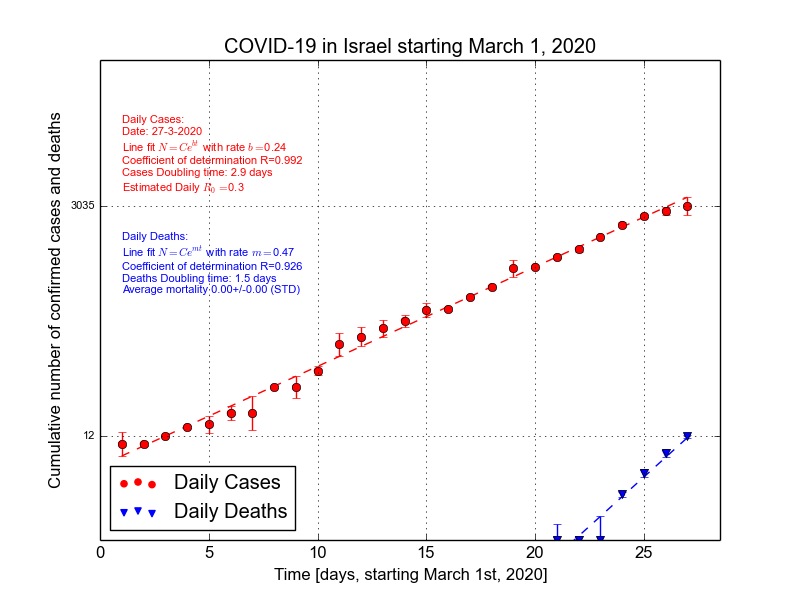 COVID-19 in Israel starting March 1, 2020
Daily Cases:
Date: 27-3-2020
Line fit N=Ce^{bt} with rate b=0.24
Coefficient of determination R=0.992
Cases Doubling time: 2.9 days
Estimated Daily R_0=0.3
Daily Deaths:
Line fit N=Ce^{mt} with rate m=0.47
Coefficient of determination R=0.926
Deaths Doubling time: 1.5 days
Average mortality 0.00+/-0.00 (STD)
Cumulative number of confirmed cases and deaths
3035
12
Daily Cases
Daily Deaths
0 5 10 15 20 25
Time [days, starting March 1st, 2020]